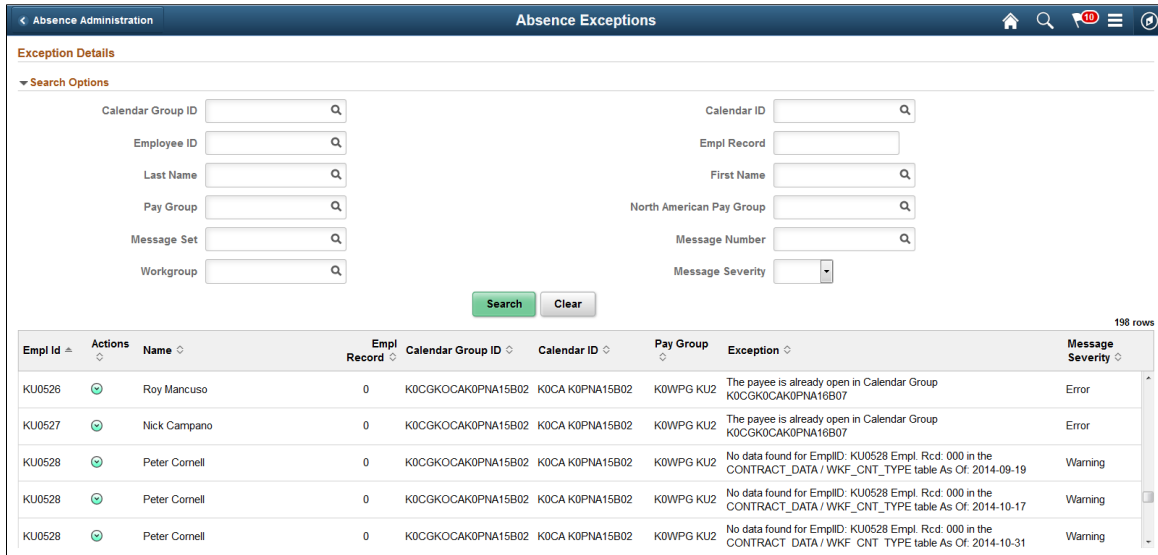 Absence Administration
Absence Exceptions
10
Exception Details
Search Options
Calendar Group ID
Calendar ID
Employee ID
Empl Record
Last Name
First Name
Pay Group
North American Pay Group
Message Set
Message Number
Workgroup
Message Severity
Search
Clear
198 rows
Empl Id Actions Name Empl Record Calendar Group ID Calendar ID Pay Group Exception Message Severity
KU0526 Roy Mancuso 0 K0CGKOCAK0PNA15B02 K0CA K0PNA15B02 K0WPG KU2 The payee is already open in Calendar Group
K0CGK0CAK0PNA16B07 Error
KU0527 Nick Campano 0 K0CGKOCAK0PNA15B02 K0CA K0PNA15B02 K0WPG KU2 The payee is already open in Calendar Group
K0CGK0CAK0PNA16B07 Error
KU0528 Peter Cornell 0 K0CGKOCAK0PNA15B02 K0CA K0PNA15B02 K0WPG KU2 No data found for EmplID: KU0528 Empl. Rcd: 000 in the
CONTRACT_DATA / WKF_CNT_TYPE table As Of: 2014-09-19 Warning
KU0528 Peter Cornell 0 K0CGKOCAK0PNA15B02 K0CA K0PNA15B02 K0WPG KU2 No data found for EmplID: KU0528 Empl. Rcd: 000 in the
CONTRACT_DATA / WKF_CNT_TYPE table As Of: 2014-10-17 Warning
KU0528 Peter Cornell 0 K0CGKOCAK0PNA15B02 K0CA K0PNA15B02 K0WPG KU2 No data found for EmplID: KU0528 Empl. Rcd: 000 in the
CONTRACT_DATA / WKF_CNT_TYPE table As Of: 2014-10-31 Warning